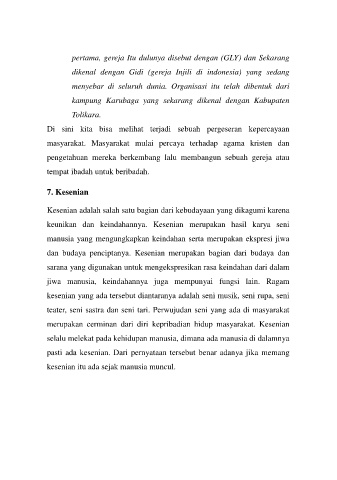 pertama, gereja Itu dulunya disebut dengan (GLY) dan Sekarang
dikenal dengan Gidi (gereja Injili di indonesia) yang sedang
menyebar di seluruh dunia. Organisasi itu telah dibentuk dari
kampung Karubaga yang sekarang dikenal dengan Kabupaten
Tolikara.
Di sini kita bisa melihat terjadi sebuah pergeseran kepercayaan
masyarakat. Masyarakat mulai percaya terhadap agama kristen dan
pengetahuan mereka berkembang lalu membangun sebuah gereja atau
tempat ibadah untuk beribadah.
7. Kesenian
Kesenian adalah salah satu bagian dari kebudayaan yang dikagumi karena
keunikan dan keindahannya. Kesenian merupakan hasil karya seni
manusia yang mengungkapkan keindahan serta merupakan ekspresi jiwa
dan budaya penciptanya. Kesenian merupakan bagian dari budaya dan
sarana yang digunakan untuk mengekspresikan rasa keindahan dari dalam
jiwa manusia, keindahannya juga mempunyai fungsi lain. Ragam
kesenian yang ada tersebut diantaranya adalah seni musik, seni rupa, seni
teater, seni sastra dan seni tari. Perwujudan seni yang ada di masyarakat
merupakan cerminan dari diri kepribadian hidup masyarakat. Kesenian
selalu melekat pada kehidupan manusia, dimana ada manusia di dalamnya
pasti ada kesenian. Dari pernyataan tersebut benar adanya jika memang
kesenian itu ada sejak manusia muncul.